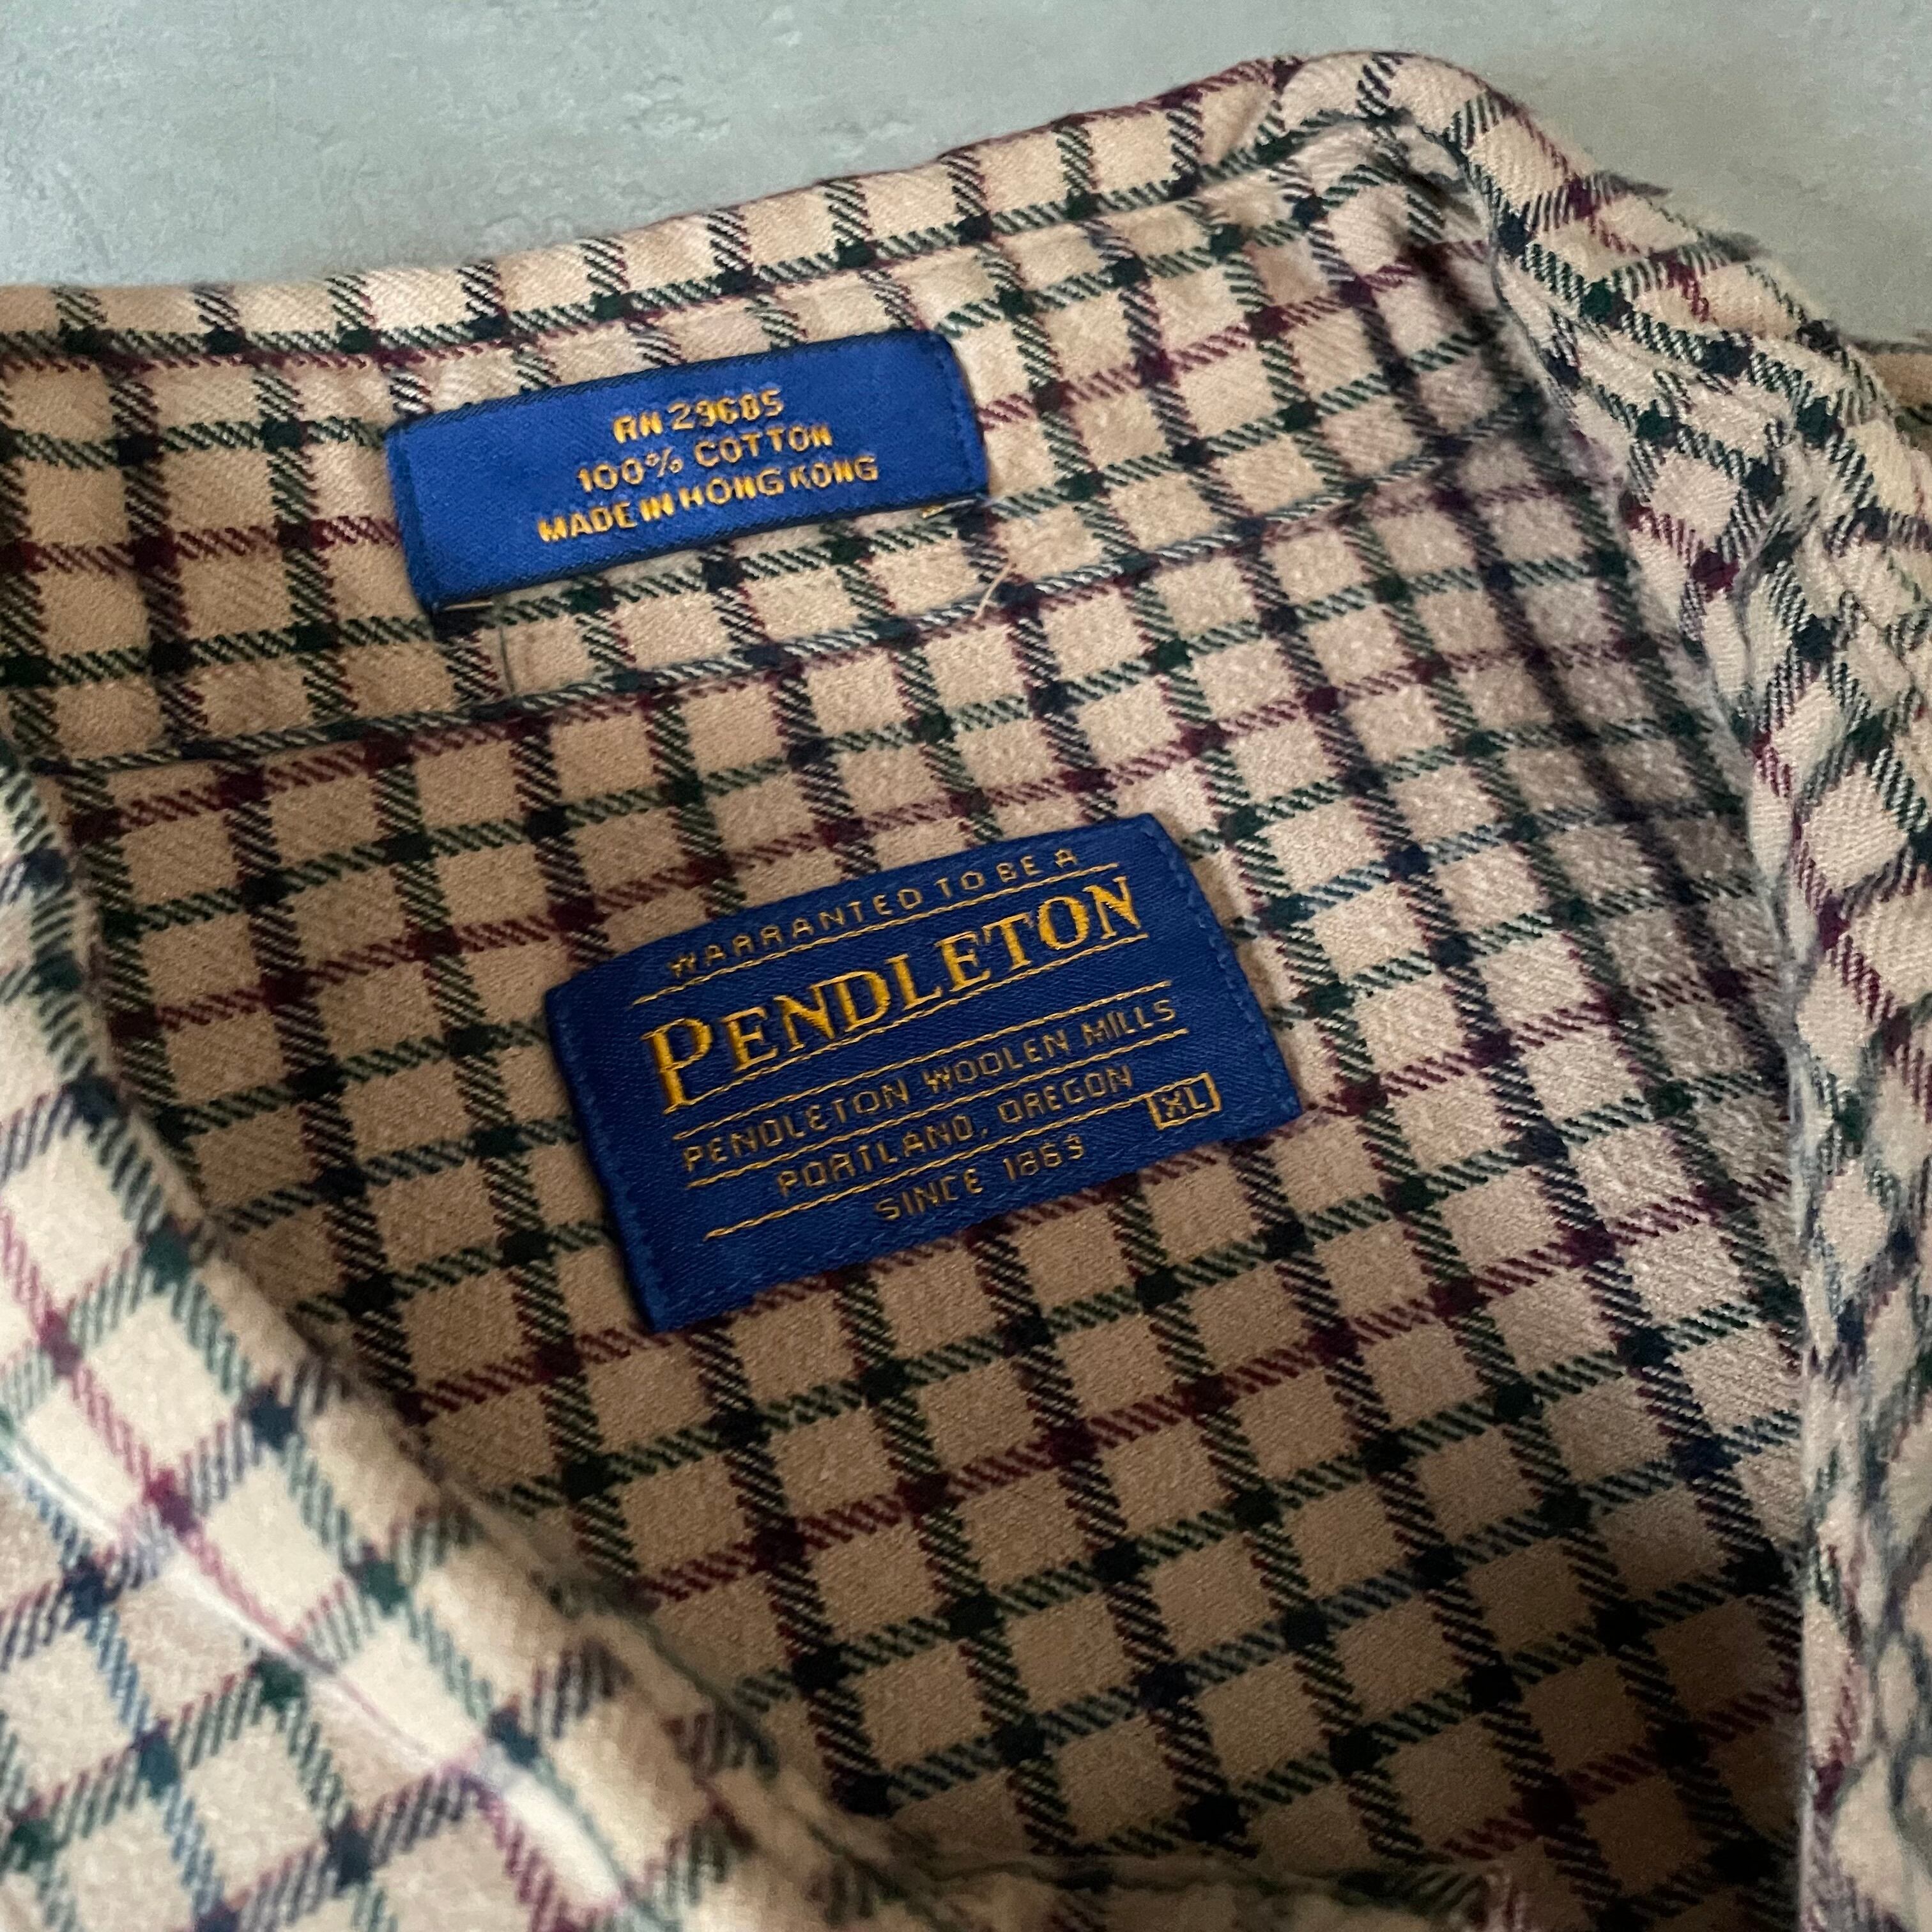 RN 29685
100% COTTON
MADE IN HONG KONG
WARRANTED TO BE A
PENDLETON
PENDLETON WOOLEN MILLS
PORTLAND, OREGON
XL
SINCE 1863